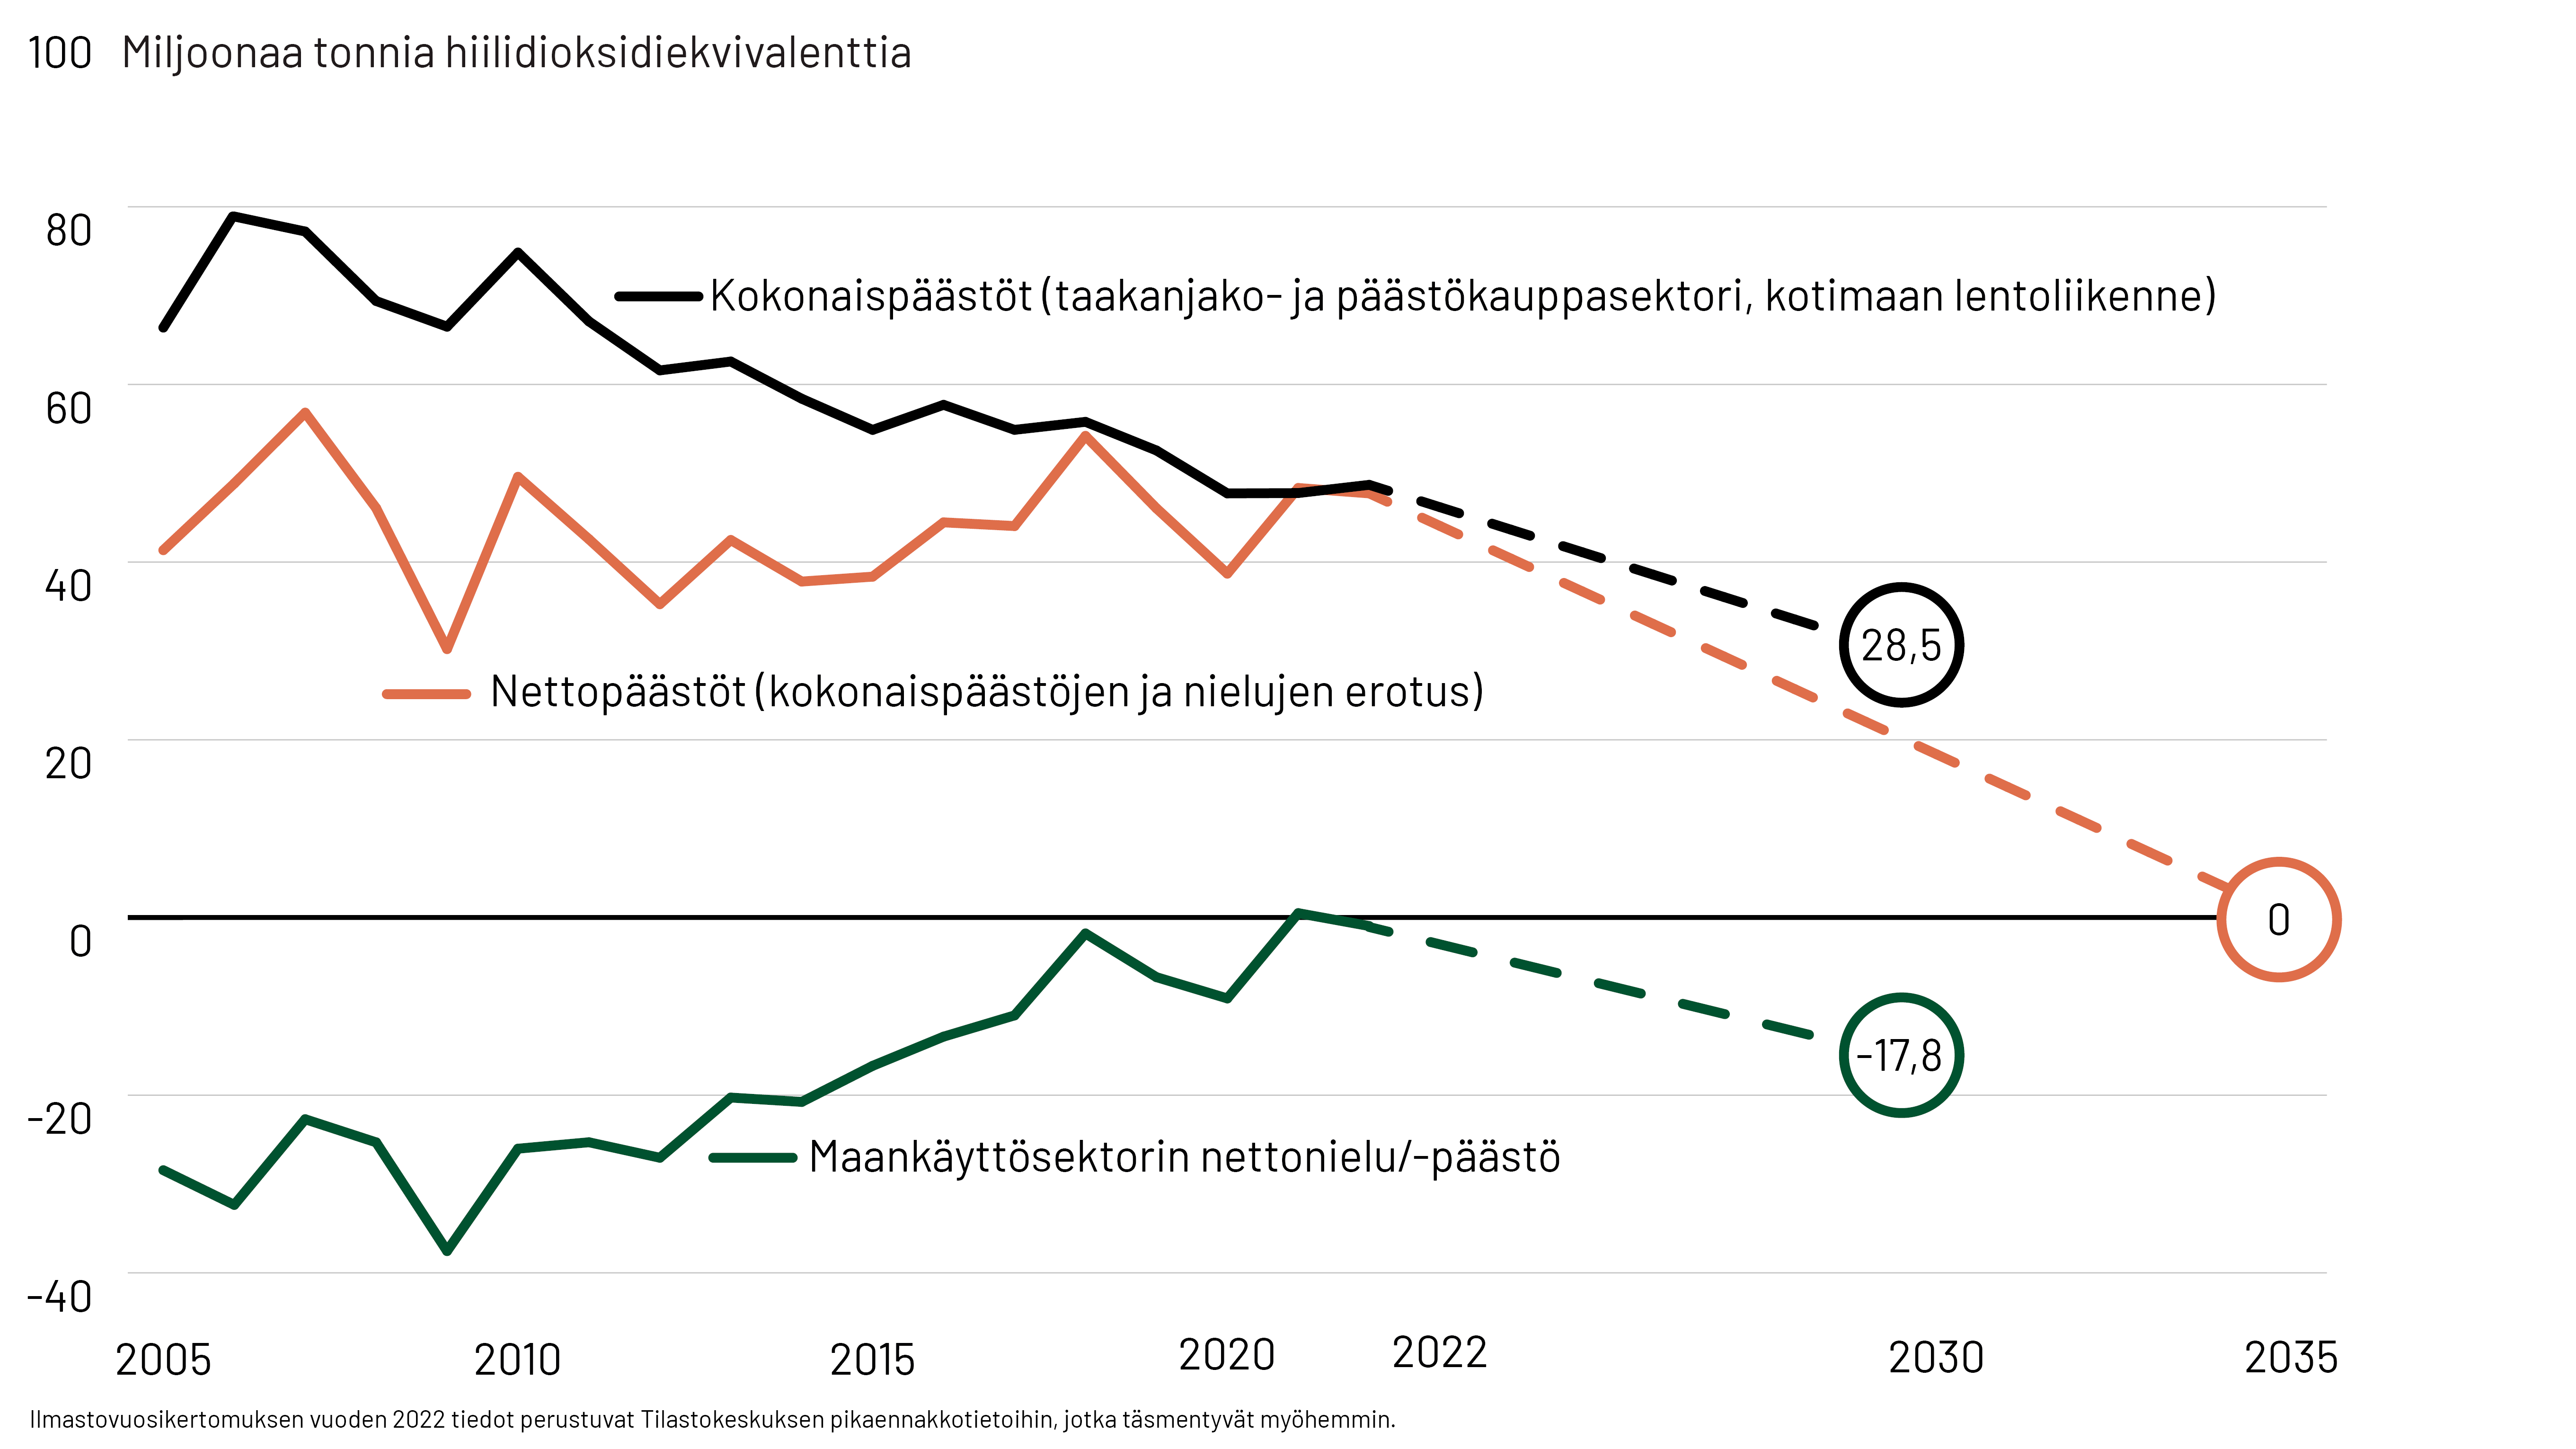 100 Miljoonaa tonnia hiilidioksidiekvivalenttia
80
Kokonaispäästöt (taakanjako- ja päästökauppasektori, kotimaan lentoliikenne)
60
40
28,5
Nettopäästöt (kokonaispäästöjen ja nielujen erotus)
20
0
0
-17,8
-20
Maankäyttösektorin nettonielu/-päästö
-40
2005 2010 2015 2020 2022 2030 2035
Ilmastovuosikertomuksen vuoden 2022 tiedot perustuvat Tilastokeskuksen pikaennakkotietoihin, jotka täsmentyvät myöhemmin.